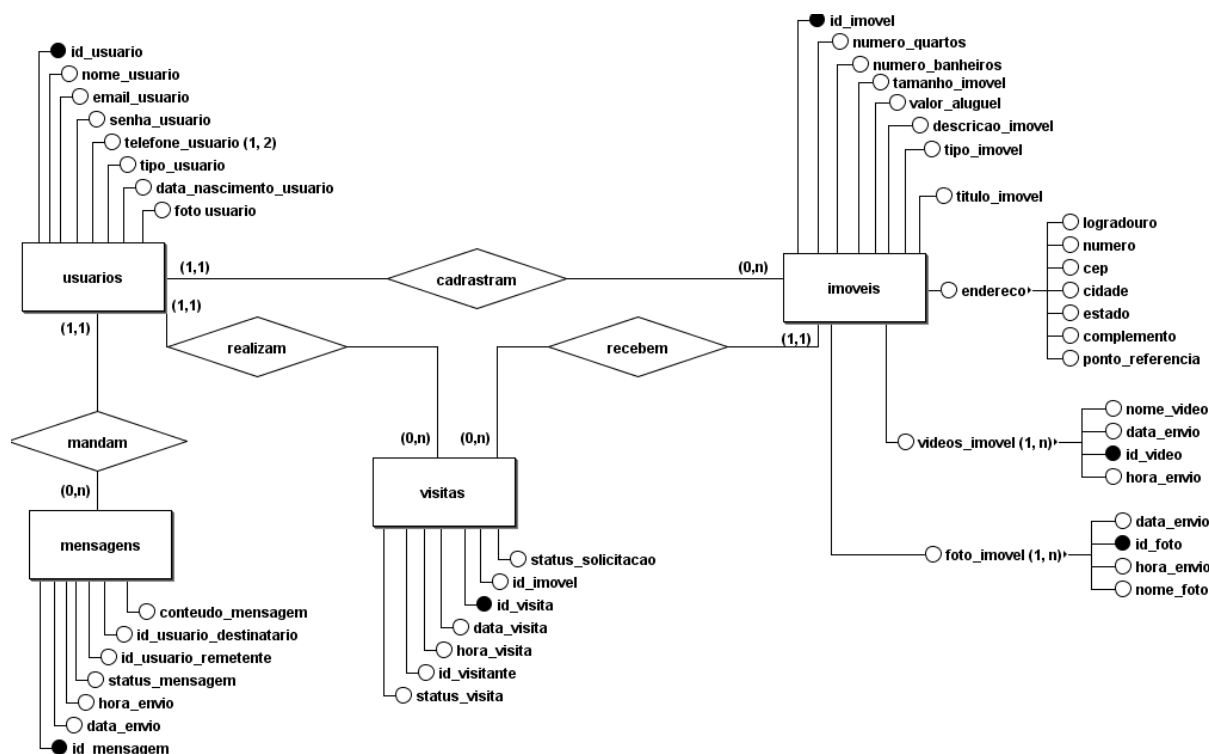 id_usuario
nome_usuario
email_usuario
senha_usuario
telefone_usuario (1, 2)
tipo_usuario
data_nascimento_usuario
foto usuario
usuarios
(1,1)
(1,1)
(1,1)
cadrastram
(0,n)
id_imovel
numero_quartos
numero_banheiros
tamanho_imovel
valor_aluguel
descricao_imovel
tipo_imovel
titulo_imovel
imoveis
(1,1)
endereco
logradouro
numero
cep
cidade
estado
complemento
ponto_referencia
realizam
recebem
(0,n)
(0,n)
videos_imovel (1, n)
nome_video
data_envio
id_video
hora_envio
foto_imovel (1, n)
data_envio
id_foto
hora_envio
nome_foto
mandam
(0,n)
mensagens
conteudo_mensagem
id_usuario_destinatario
id_usuario_remetente
status_mensagem
hora_envio
data_envio
id_mensagem
visitas
status_solicitacao
id_imovel
id_visita
data_visita
hora_visita
id_visitante
status_visita